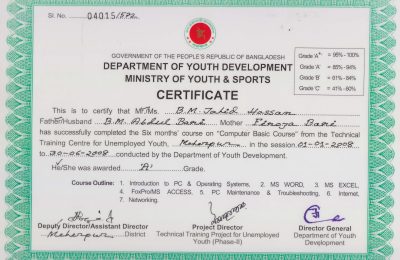 Sl. No. 04015/EP2
GOVERNMENT OF THE PEOPLE'S REPUBLIC OF BANGLADESH
DEPARTMENT OF YOUTH DEVELOPMENT
MINISTRY OF YOUTH & SPORTS
Grade 'A+' = 95% - 100%
Grade 'A' = 85% - 94%
Grade 'B' = 61% - 84%
Grade 'C' = 41% - 60%
CERTIFICATE
This is to certify that Mr/Ms. B.M. Jahid Hossam
Father/Husband B.M. Abdul Bari Mother Bari
has successfully completed the Six months' course on "Computer Basic Course" from the Technical
Training Centre for Unemployed Youth, Meherpur in the session 01-01-2008
to 30-06-2008 conducted by the Department of Youth Development.
He/She was awarded 'A' Grade.
Course Outline: 1. Introduction to PC & Operating Systems, 2. MS WORD, 3. MS EXCEL,
4. FoxPro/MS ACCESS, 5. PC Maintenance & Troubleshooting, 6. Internet,
7. Networking.
Deputy Director/Assistant Director
Meherpur District
Project Director
Technical Training Project for Unemployed
Youth (Phase-II)
Director General
Department of Youth
Development